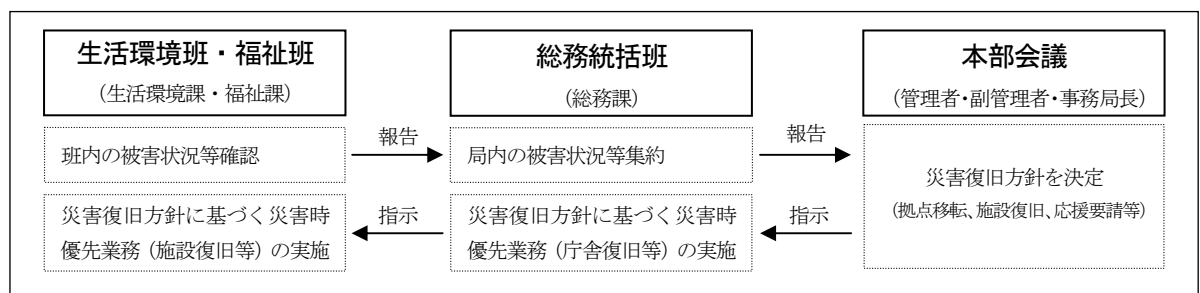 生活環境班・福祉班
（生活環境課・福祉課）
総務統括班
（総務課）
本部会議
（管理者・副管理者・事務局長）
班内の被害状況等確認
報告
局内の被害状況等集約
報告
災害復旧方針を決定
（拠点移転、施設復旧、応援要請等）
災害復旧方針に基づく災害時
優先業務（施設復旧等）の実施
指示
災害復旧方針に基づく災害時
優先業務（庁舎復旧等）の実施
指示